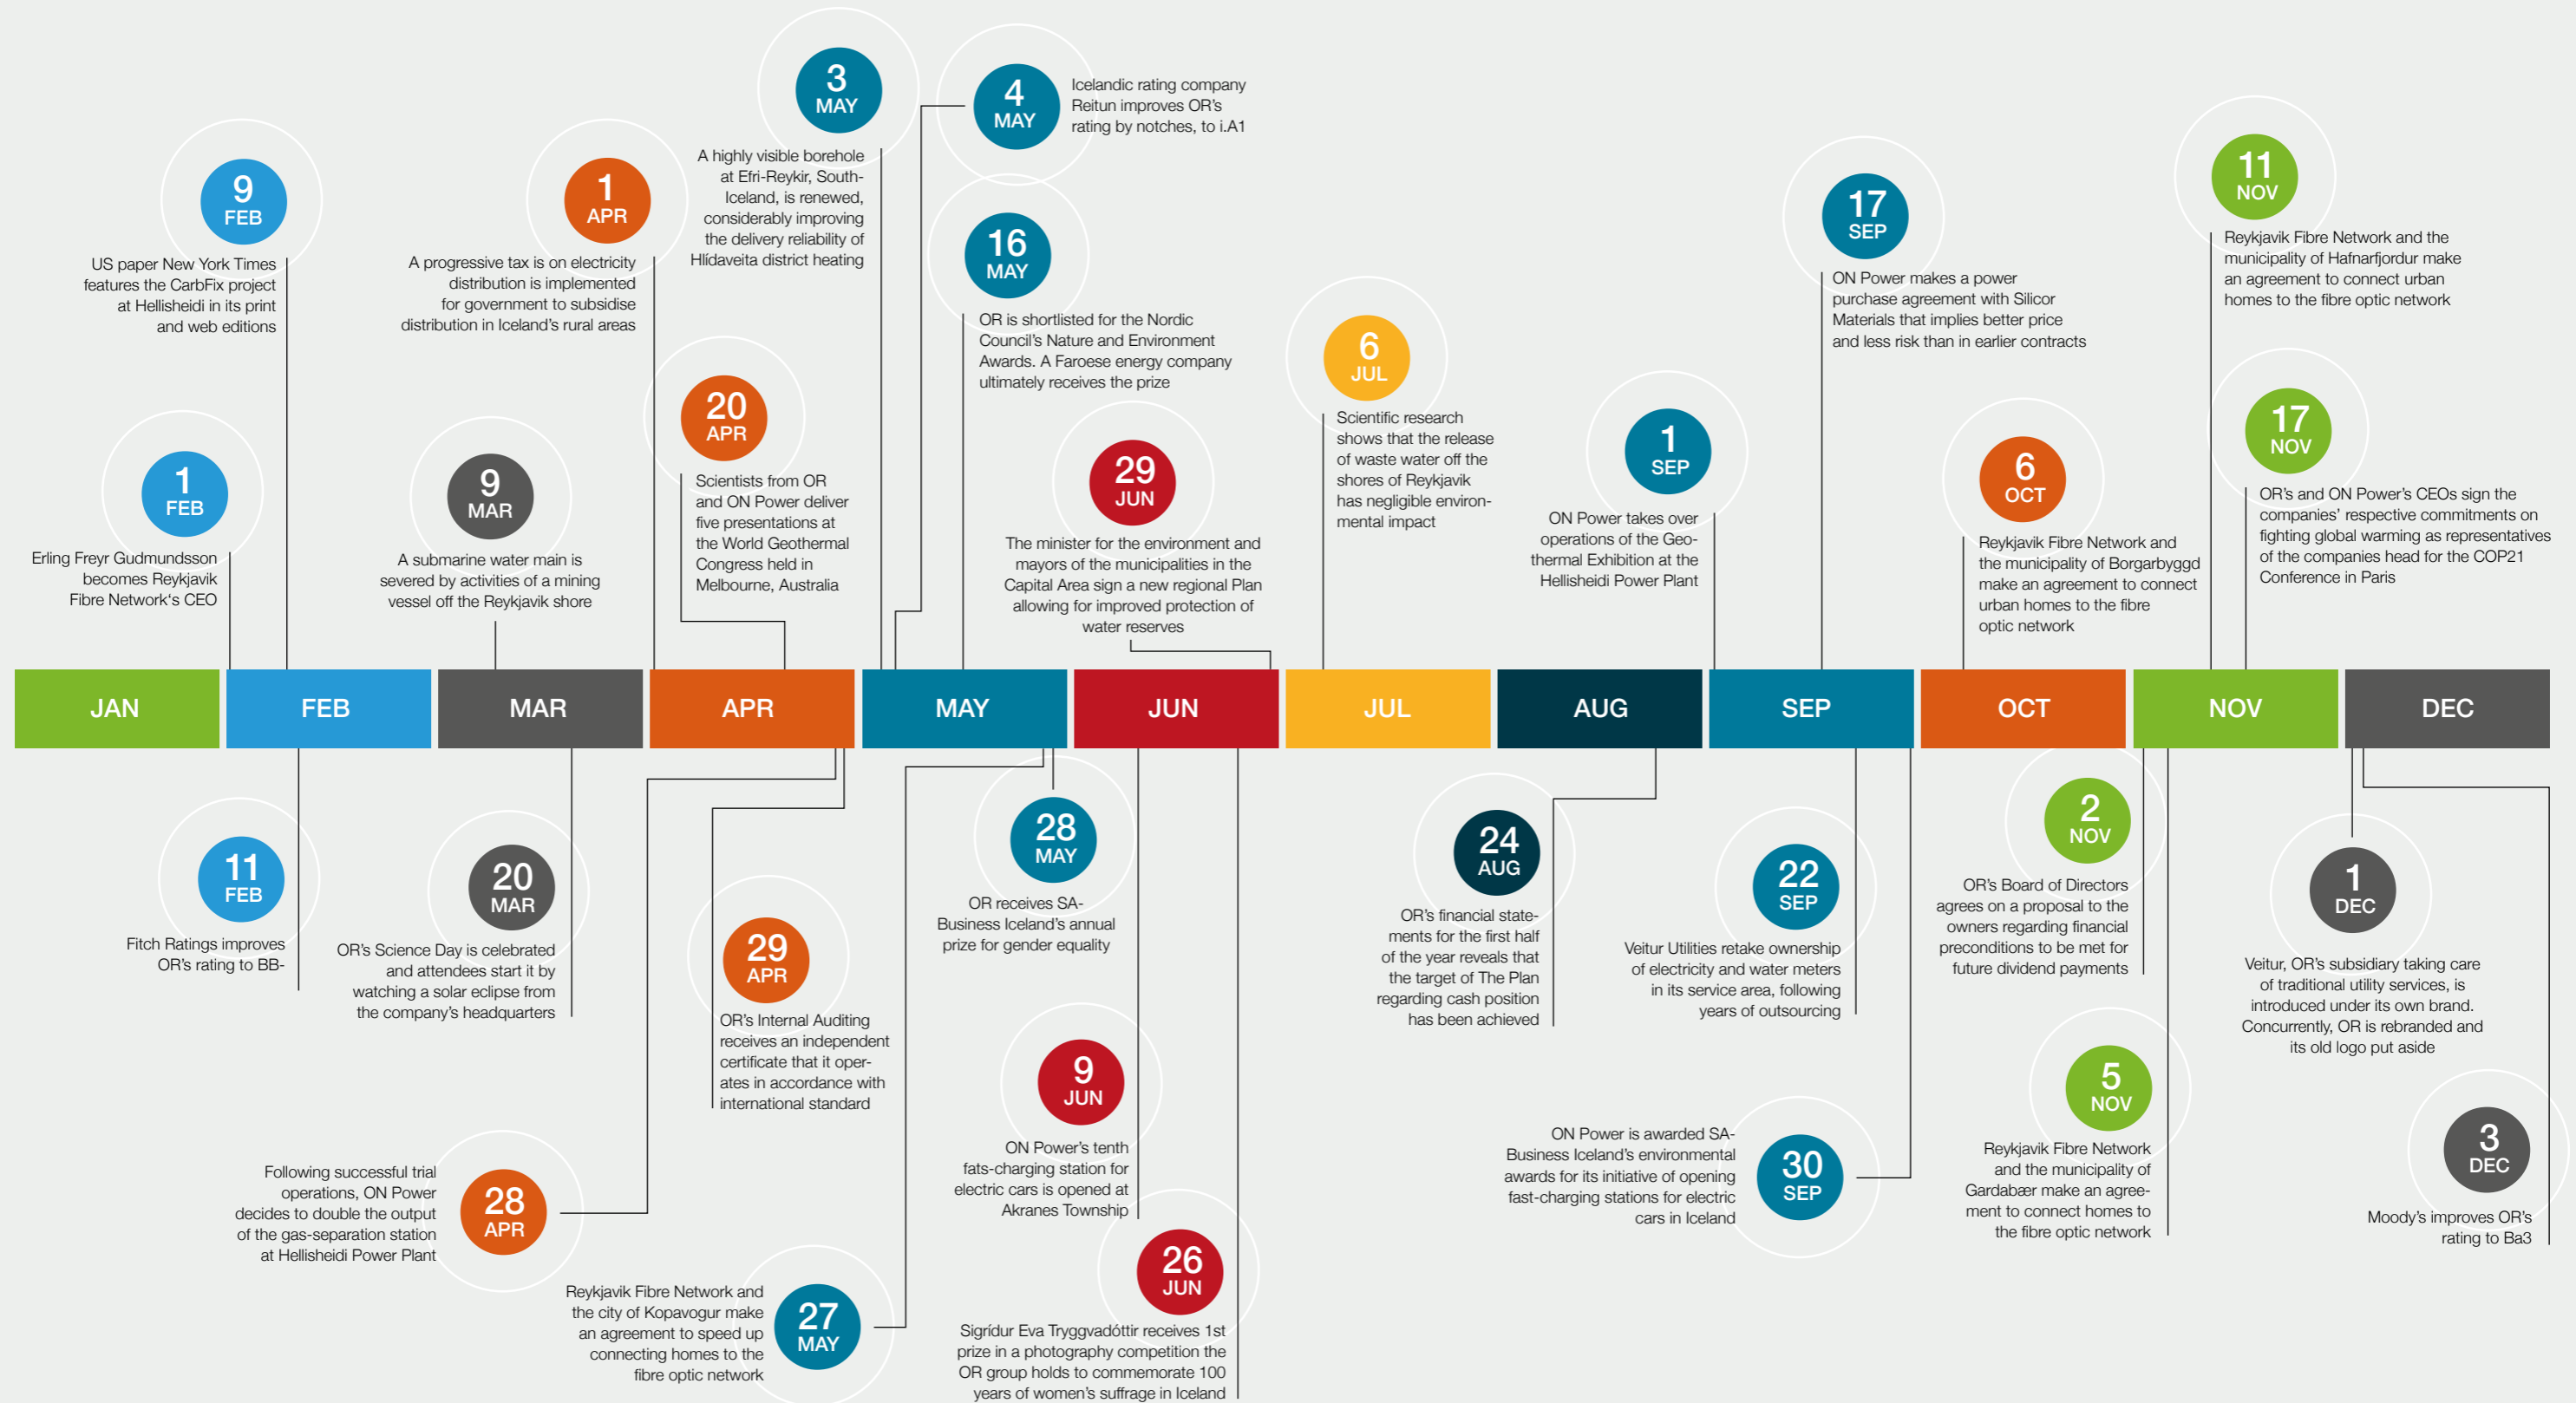 3
MAY
A highly visible borehole
at Efri-Reykir, South-
Iceland, is renewed,
considerably improving
the delivery reliability of
Hlídaveita district heating
4
MAY
Icelandic rating company
Reitun improves OR's
rating by notches, to i.A1
9
FEB
US paper New York Times
features the CarbFix project
at Hellisheidi in its print
and web editions
1
APR
A progressive tax is on electricity
distribution is implemented
for government to subsidise
distribution in Iceland's rural areas
16
MAY
OR is shortlisted for the Nordic
Council's Nature and Environment
Awards. A Faroese energy company
ultimately receives the prize
17
SEP
ON Power makes a power
purchase agreement with Silicor
Materials that implies better price
and less risk than in earlier contracts
11
NOV
Reykjavik Fibre Network and the
municipality of Hafnarfjordur make
an agreement to connect urban
homes to the fibre optic network
1
FEB
Erling Freyr Gudmundsson
becomes Reykjavik
Fibre Network's CEO
9
MAR
A submarine water main is
severed by activities of a mining
vessel off the Reykjavik shore
20
APR
Scientists from OR
and ON Power deliver
five presentations at
the World Geothermal
Congress held in
Melbourne, Australia
29
JUN
The minister for the environment and
mayors of the municipalities in the
Capital Area sign a new regional Plan
allowing for improved protection of
water reserves
6
JUL
Scientific research
shows that the release
of waste water off the
shores of Reykjavik
has negligible environ-
mental impact
1
SEP
ON Power takes over
operations of the Geo-
thermal Exhibition at the
Hellisheidi Power Plant
6
OCT
Reykjavik Fibre Network and
the municipality of Borgarbyggd
make an agreement to connect
urban homes to the fibre
optic network
17
NOV
OR's and ON Power's CEOs sign the
companies' respective commitments on
fighting global warming as representatives
of the companies head for the COP21
Conference in Paris
JAN
FEB
MAR
APR
MAY
JUN
JUL
AUG
SEP
OCT
NOV
DEC
11
FEB
Fitch Ratings improves
OR's rating to BB-
20
MAR
OR's Science Day is celebrated
and attendees start it by
watching a solar eclipse from
the company's headquarters
28
APR
Following successful trial
operations, ON Power
decides to double the output
of the gas-separation station
at Hellisheidi Power Plant
29
APR
OR's Internal Auditing
receives an independent
certificate that it oper-
ates in accordance with
international standard
27
MAY
Reykjavik Fibre Network and
the city of Kopavogur make
an agreement to speed up
connecting homes to the
fibre optic network
28
MAY
OR receives SA-
Business Iceland's annual
prize for gender equality
9
JUN
ON Power's tenth
fats-charging station for
electric cars is opened at
Akranes Township
26
JUN
Sigrídur Eva Tryggvadóttir receives 1st
prize in a photography competition the
OR group holds to commemorate 100
years of women's suffrage in Iceland
24
AUG
OR's financial state-
ments for the first half
of the year reveals that
the target of The Plan
regarding cash position
has been achieved
22
SEP
Veitur Utilities retake ownership
of electricity and water meters
in its service area, following
years of outsourcing
30
SEP
ON Power is awarded SA-
Business Iceland's environmental
awards for its initiative of opening
fast-charging stations for electric
cars in Iceland
2
NOV
OR's Board of Directors
agrees on a proposal to the
owners regarding financial
preconditions to be met for
future dividend payments
5
NOV
Reykjavik Fibre Network
and the municipality of
Gardabær make an agree-
ment to connect homes to
the fibre optic network
1
DEC
Veitur, OR's subsidiary taking care
of traditional utility services, is
introduced under its own brand.
Concurrently, OR is rebranded and
its old logo put aside
3
DEC
Moody's improves OR's
rating to Ba3